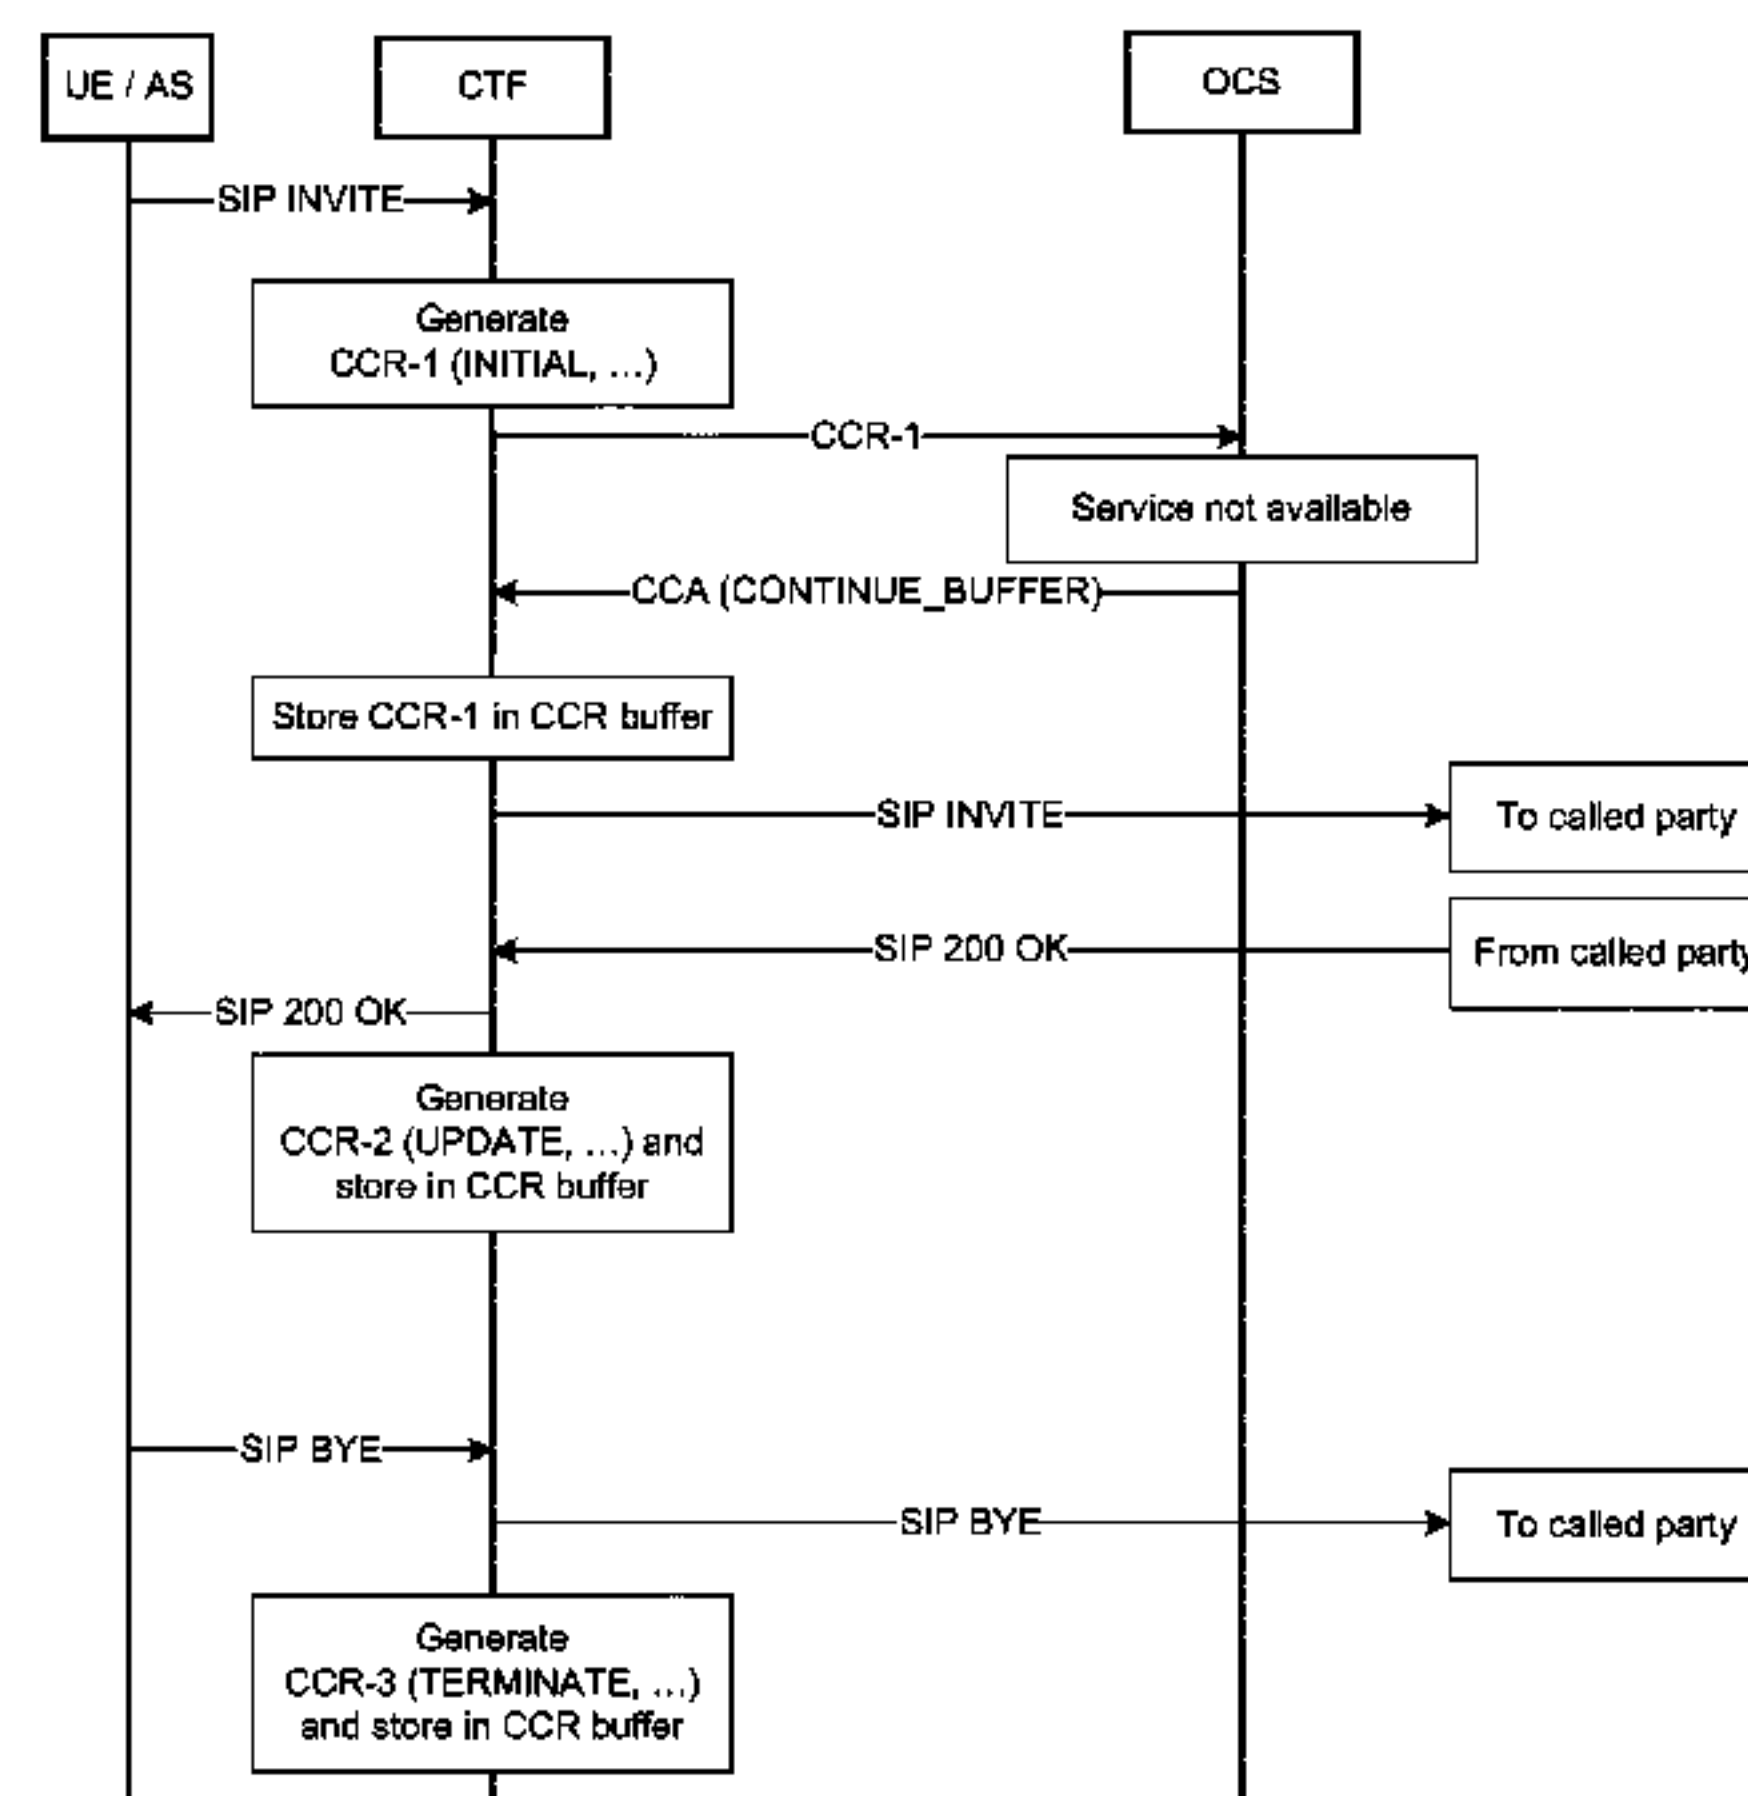 UE / AS
CTF
OCS
SIP INVITE
Generate
CCR-1 (INITIAL, ...)
CCR-1
Service not available
CCA (CONTINUE_BUFFER)
Store CCR-1 in CCR buffer
SIP INVITE
To called party
From called party
SIP 200 OK
SIP 200 OK
Generate
CCR-2 (UPDATE, ...) and
store in CCR buffer
SIP BYE
SIP BYE
To called party
Generate
CCR-3 (TERMINATE, ...)
and store in CCR buffer